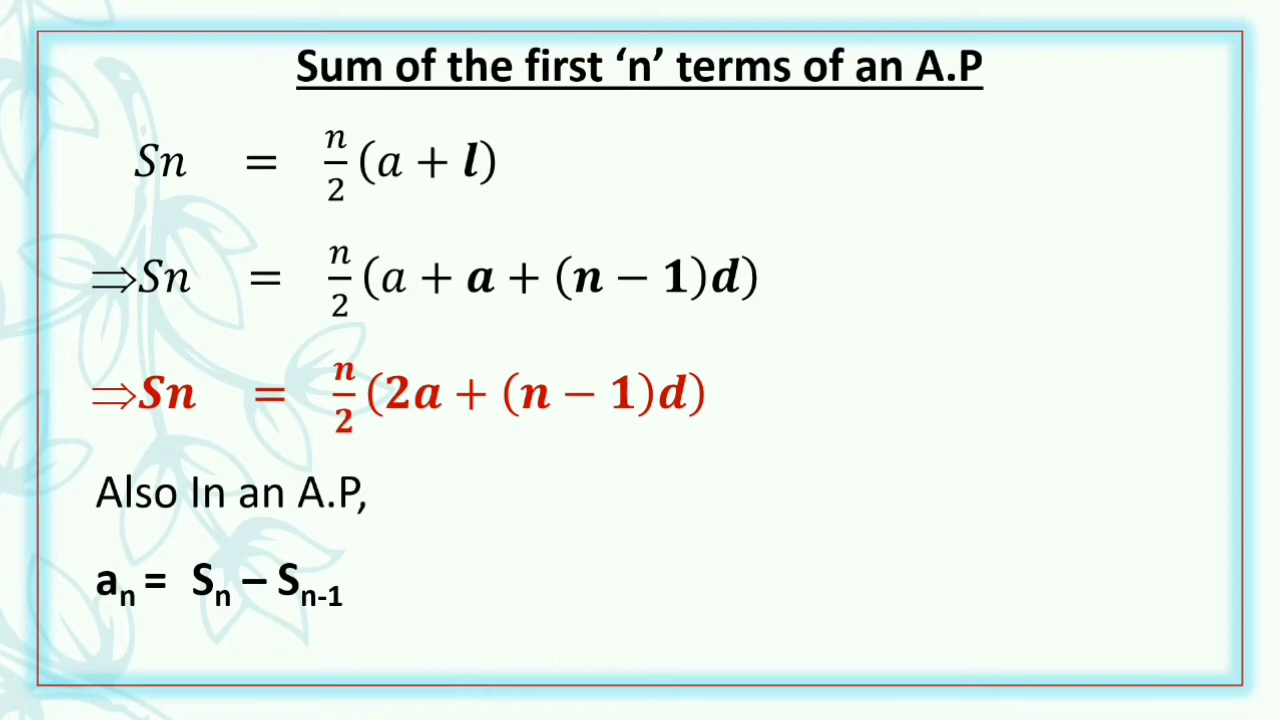 Sum of the first ‘n’ terms of an A.P
Sn = n/2 (a + l)
⇒Sn = n/2 (a + a + (n − 1)d)
⇒Sn = n/2 (2a + (n − 1)d)
Also In an A.P,
aₙ = Sₙ – Sₙ₋₁